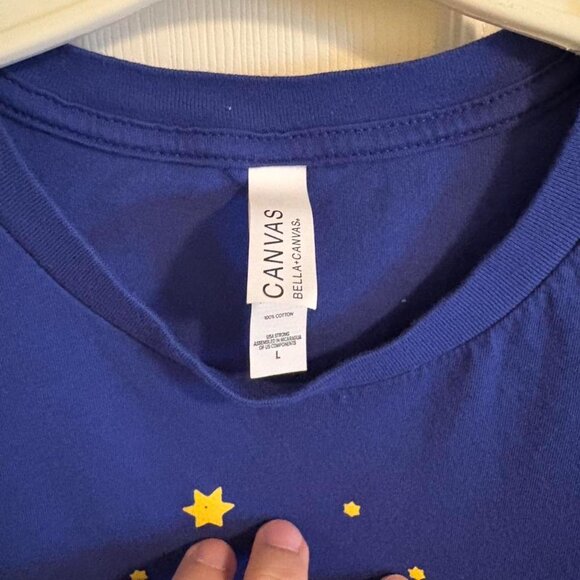 CANVAS
BELLA+CANVAS®
100% COTTON
USA STRONG
ASSEMBLED IN NICARAGUA
OF US COMPONENTS
L